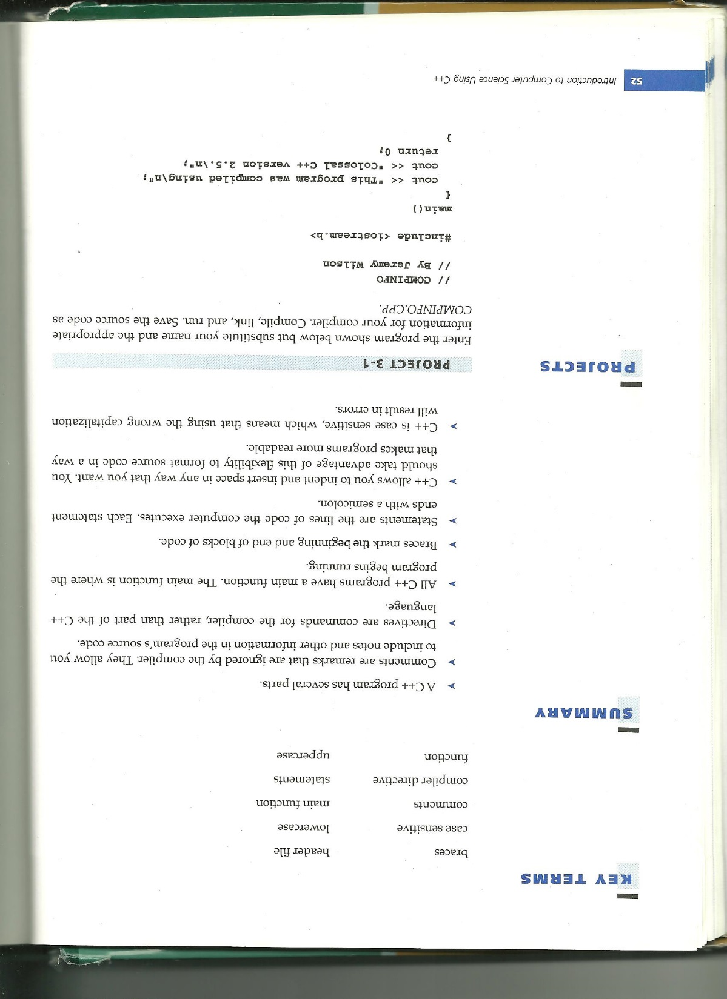 KEY TERMS
braces
case sensitive
comments
compiler directive
function
header file
lowercase
main function
statements
uppercase
SUMMARY
➤ A C++ program has several parts.
➤ Comments are remarks that are ignored by the compiler. They allow you
to include notes and other information in the program's source code.
➤ Directives are commands for the compiler, rather than part of the C++
language.
➤ All C++ programs have a main function. The main function is where the
program begins running.
➤ Braces mark the beginning and end of blocks of code.
➤ Statements are the lines of code the computer executes. Each statement
ends with a semicolon.
➤ C++ allows you to indent and insert space in any way that you want. You
should take advantage of this flexibility to format source code in a way
that makes programs more readable.
➤ C++ is case sensitive, which means that using the wrong capitalization
will result in errors.
PROJECTS
PROJECT 3-1
Enter the program shown below but substitute your name and the appropriate
information for your compiler. Compile, link, and run. Save the source code as
COMPINFO.CPP.
// COMPINFO
// By Jeremy Wilson
#include <iostream.h>
main()
{
cout << "This program was compiled using\n";
cout << "Colossal C++ version 2.5.\n";
return 0;
}
52 Introduction to Computer Science Using C++